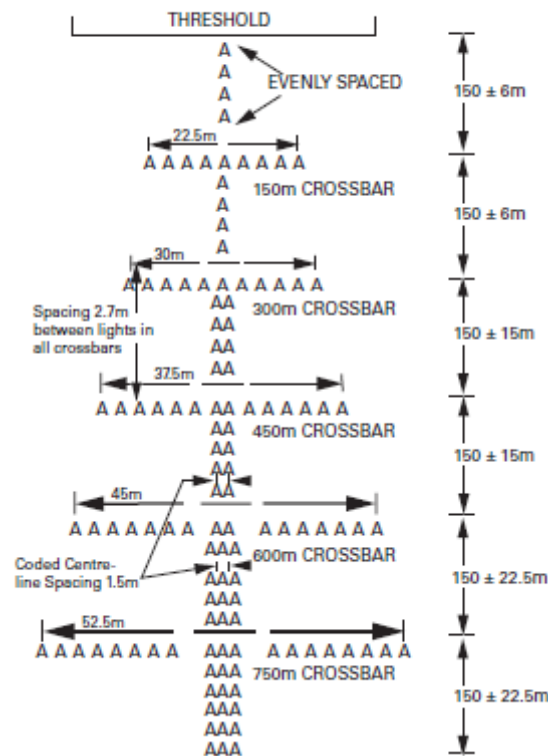 THRESHOLD
A
A
EVENLY SPACED
A
A
150 ± 6m
22.5m
A A A A A A A A A
150m CROSSBAR
A
A
A
A
150 ± 6m
30m
A A A A A A A A A A A
300m CROSSBAR
Spacing 2.7m
between lights in
all crossbars
AA
AA
AA
AA
150 ± 15m
37.5m
A A A A A A AA A A A A A A
450m CROSSBAR
AA
AA
AA
AA
150 ± 15m
45m
A A A A A A A AA A A A A A A A
600m CROSSBAR
Coded Centre-
line Spacing 1.5m
AAA
AAA
AAA
AAA
150 ± 22.5m
52.5m
A A A A A A A A AAA A A A A A A A A
750m CROSSBAR
AAA
AAA
AAA
AAA
AAA
150 ± 22.5m